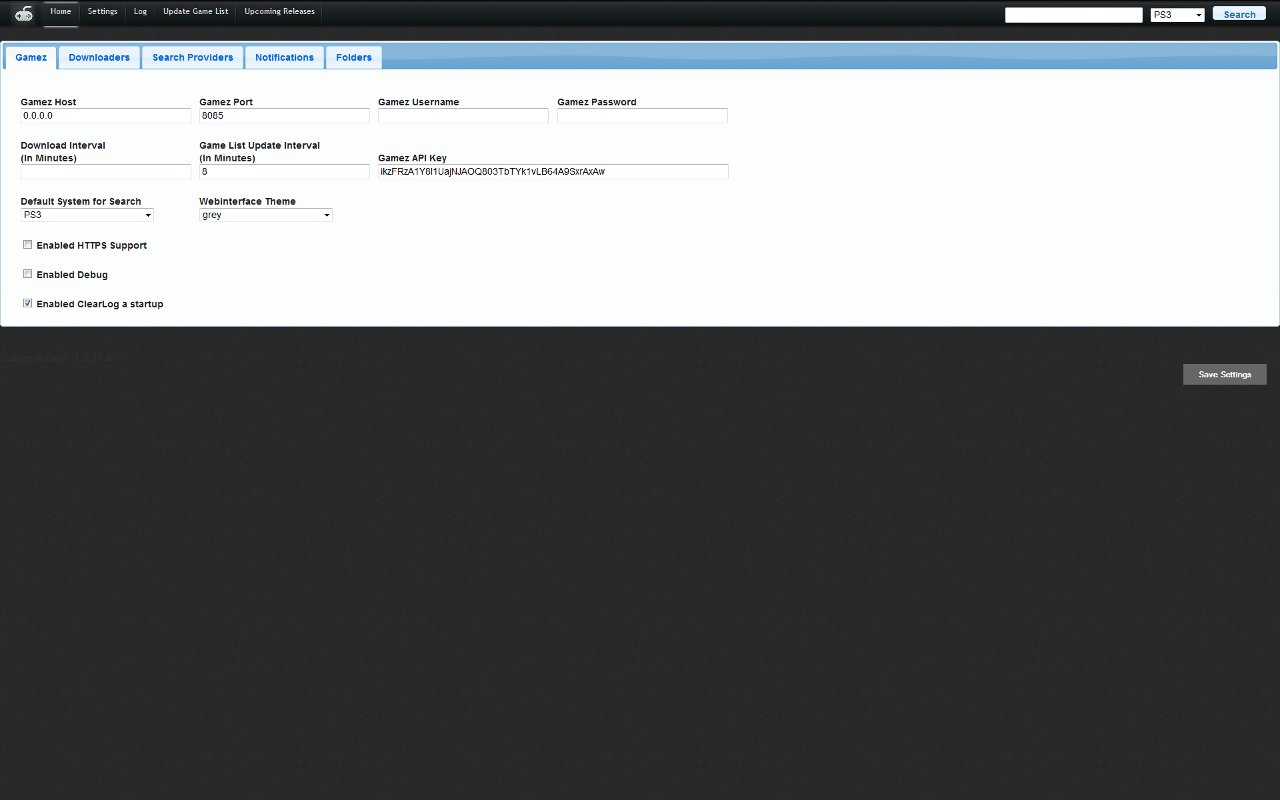 Home Settings Log Update Game List Upcoming Releases PS3 Search
Gamez Downloaders Search Providers Notifications Folders
Gamez Host Gamez Port Gamez Username Gamez Password
0.0.0.0 8085
Download Interval Game List Update Interval
(In Minutes) (In Minutes) Gamez API Key
8 ikzFRzA1Y8I1UajNJAOQ803TbTYk1vLB64A9SxrAxAw
Default System for Search Webinterface Theme
PS3 grey
Enabled HTTPS Support
Enabled Debug
Enabled ClearLog a startup
Save Settings